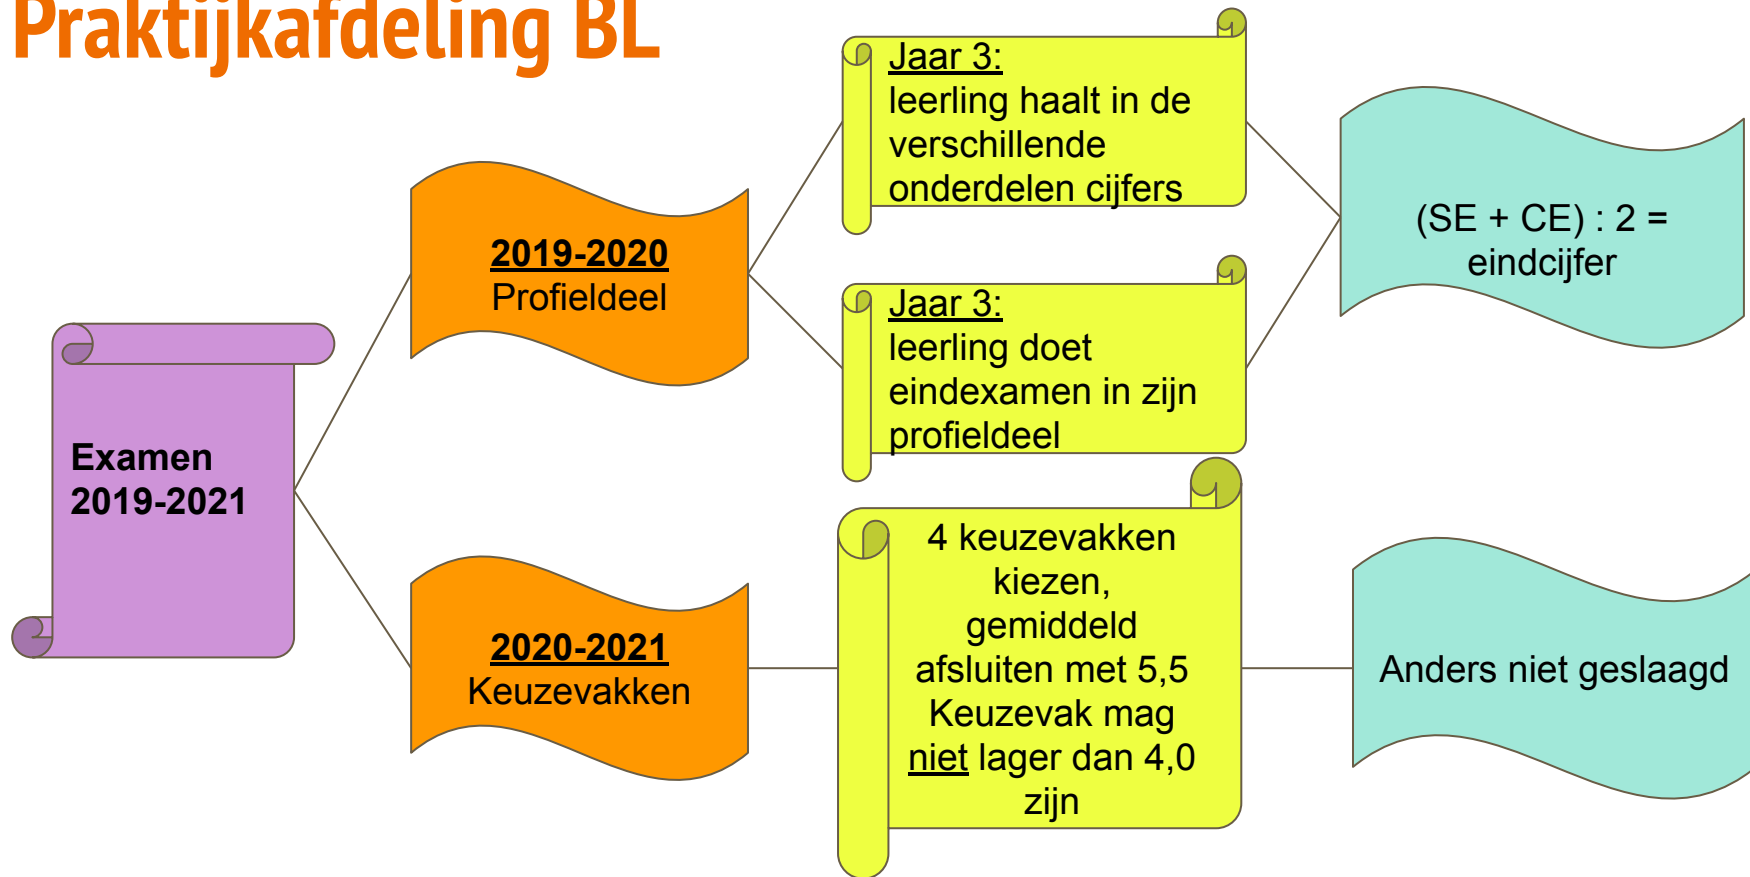 Praktijkafdeling BL
Examen
2019-2021
2019-2020
Profieldeel
Jaar 3:
leerling haalt in de
verschillende
onderdelen cijfers
Jaar 3:
leerling doet
eindexamen in zijn
profieldeel
(SE + CE) : 2 =
eindcijfer
2020-2021
Keuzevakken
4 keuzevakken
kiezen,
gemiddeld
afsluiten met 5,5
Keuzevak mag
niet lager dan 4,0
zijn
Anders niet geslaagd